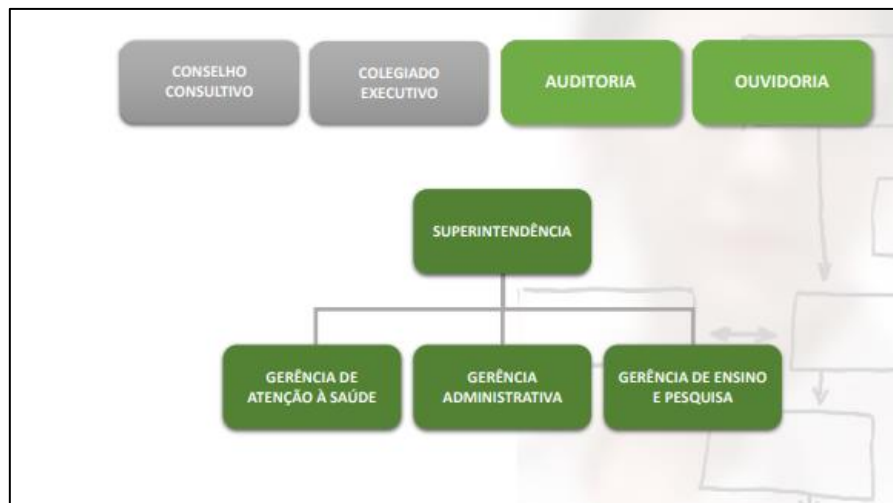 CONSELHO
CONSULTIVO
COLEGIADO
EXECUTIVO
AUDITORIA
OUVIDORIA
SUPERINTENDÊNCIA
GERÊNCIA DE
ATENÇÃO À SAÚDE
GERÊNCIA
ADMINISTRATIVA
GERÊNCIA DE ENSINO
E PESQUISA